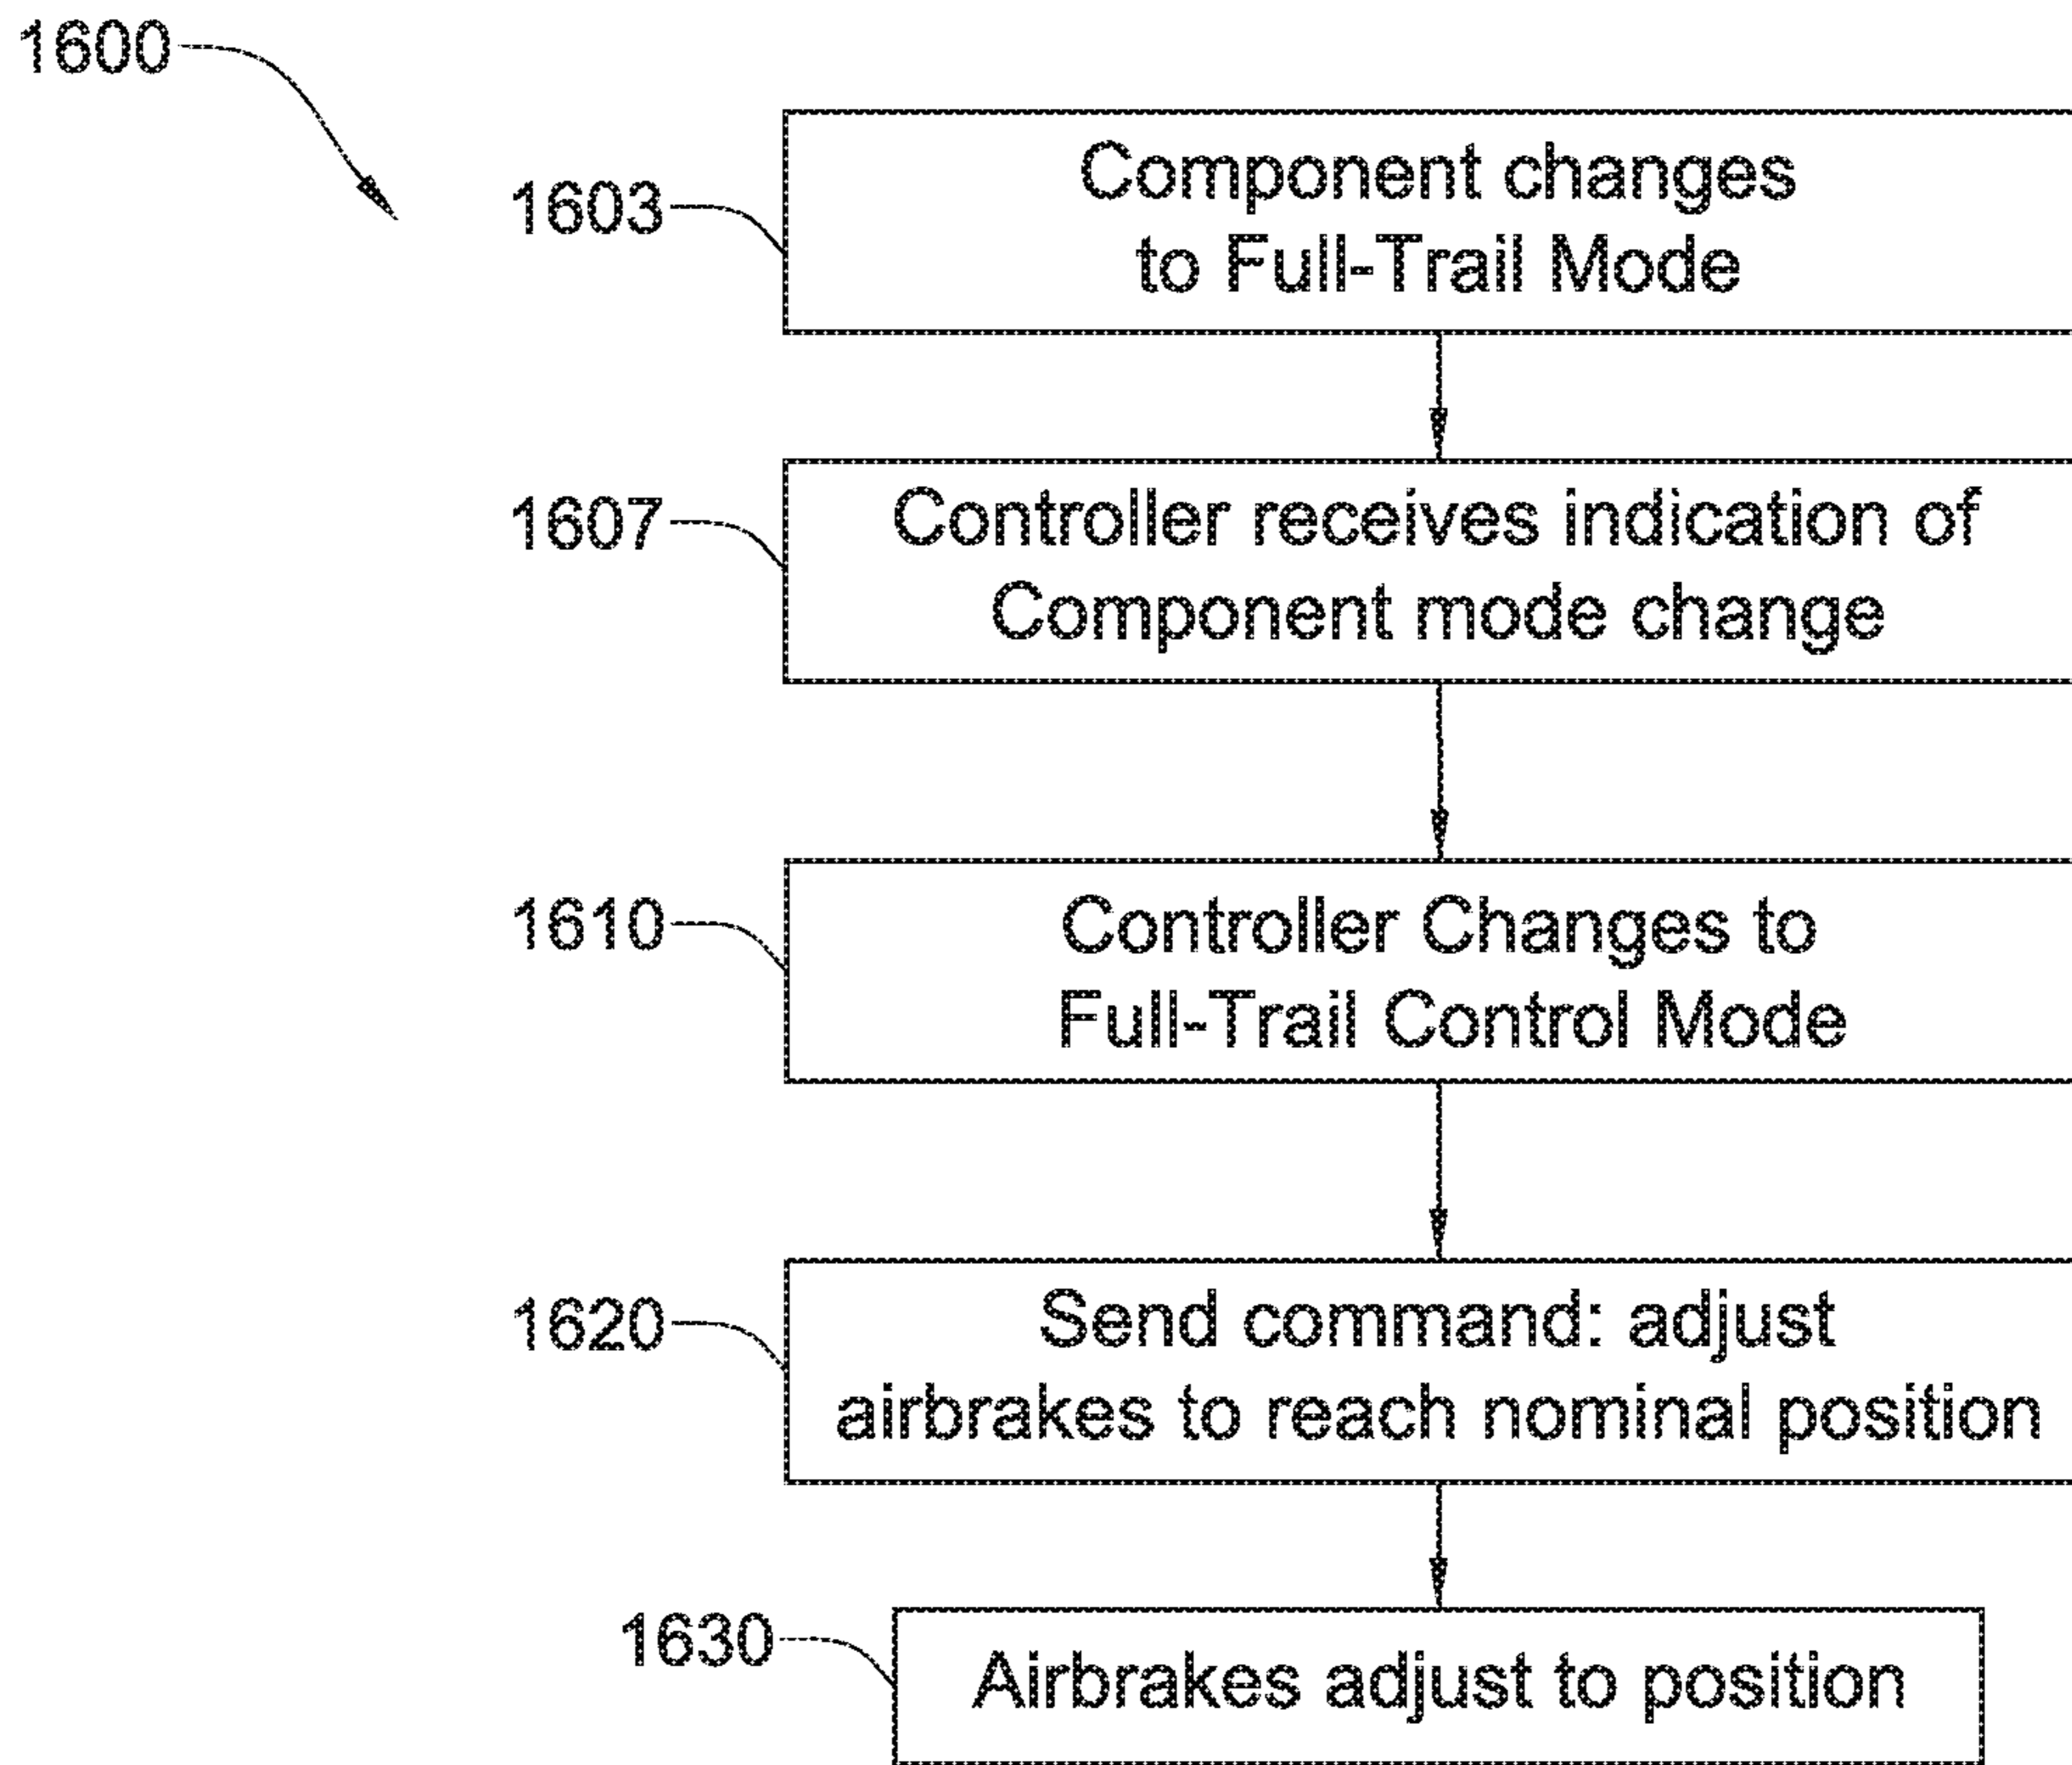 1600
1603
Component changes
to Full-Trail Mode
1607
Controller receives indication of
Component mode change
1610
Controller Changes to
Full-Trail Control Mode
1620
Send command: adjust
airbrakes to reach nominal position
1630
Airbrakes adjust to position